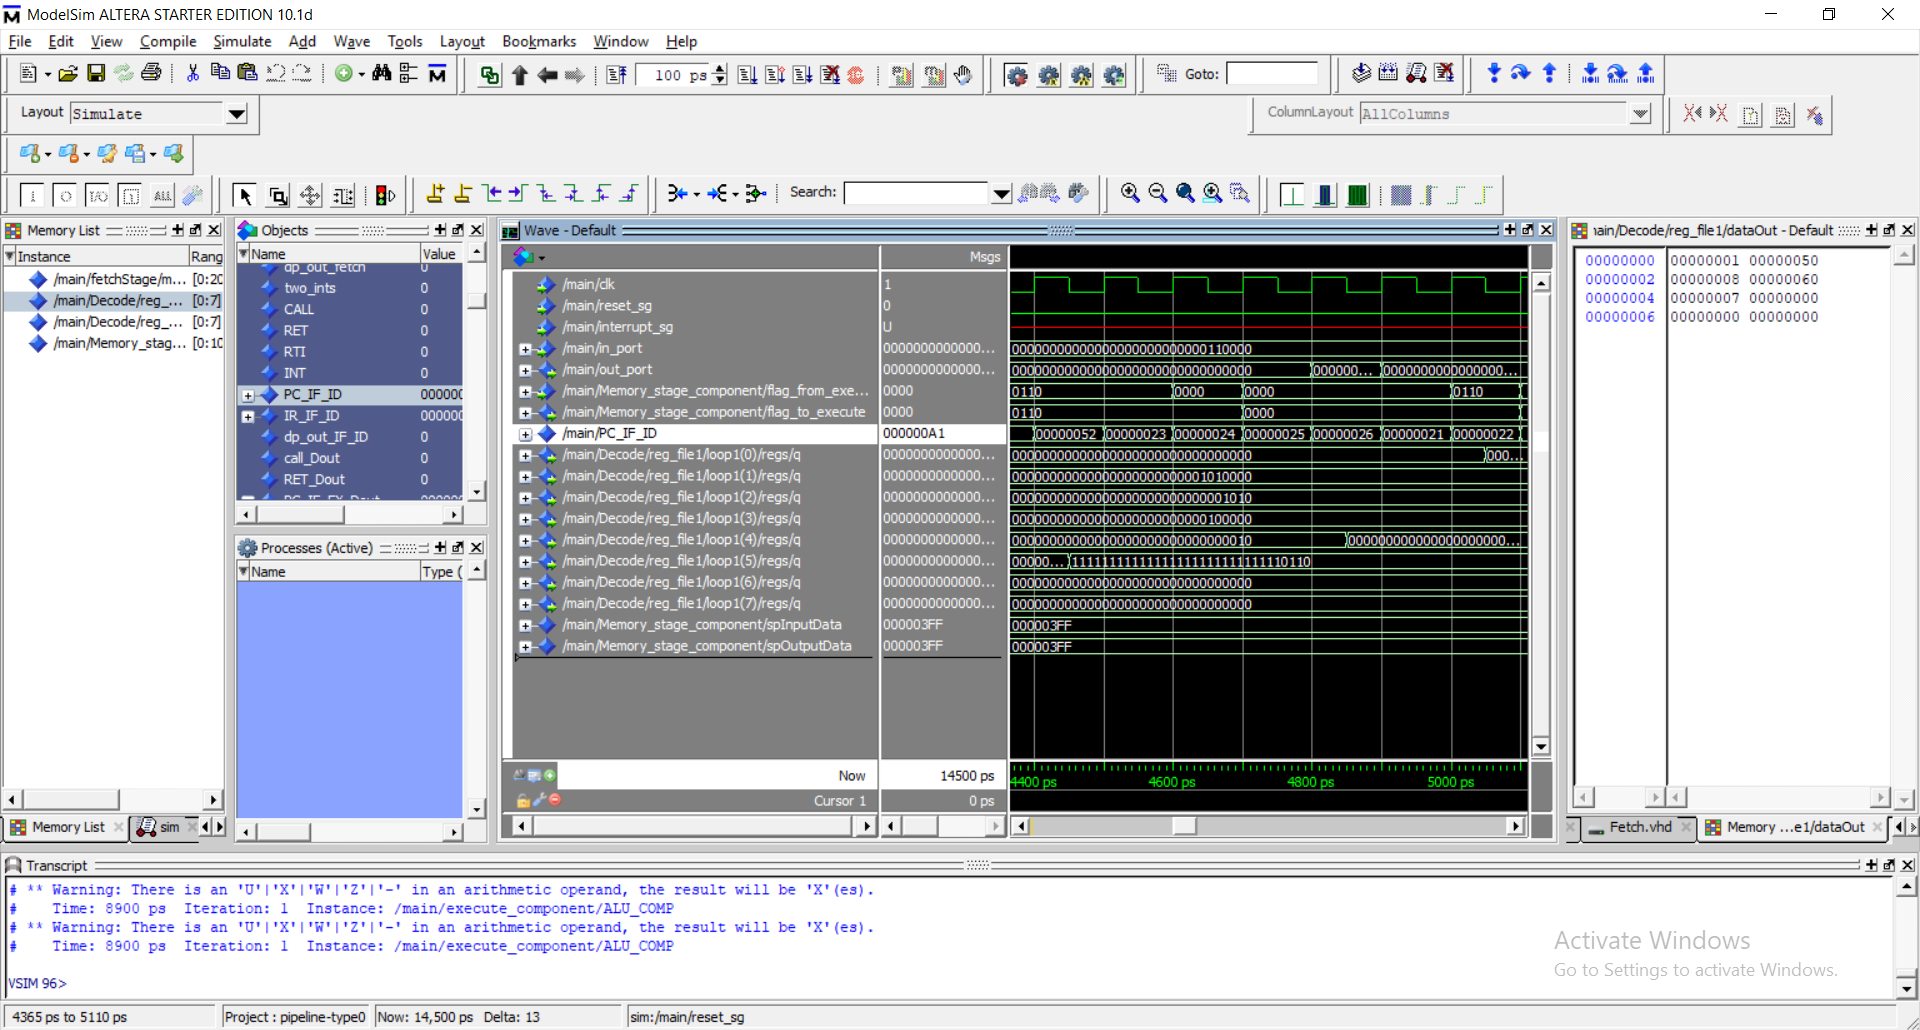 ModelSim ALTERA STARTER EDITION 10.1d
File Edit View Compile Simulate Add Wave Tools Layout Bookmarks Window Help
100 ps
Goto:
Layout Simulate
ColumnLayout AllColumns
Search:
Memory List
Instance Rang
/main/fetchStage/m... [0:20
/main/Decode/reg_... [0:7]
/main/Decode/reg_... [0:7]
/main/Memory_stag... [0:10
Memory List
sim
Objects
Name Value
op_out_fetch U
two_ints 0
CALL 0
RET 0
RTI 0
INT 0
PC_IF_ID 000000
IR_IF_ID 000000
dp_out_IF_ID 0
call_Dout 0
RET_Dout 0
Processes (Active)
Name Type (
Wave - Default
Msgs
/main/clk 1
/main/reset_sg 0
/main/interrupt_sg U
/main/in_port 0000000000000... 00000000000000000000000000110000
/main/out_port 0000000000000... 00000000000000000000000000000000 000000... 0000000000000000...
/main/Memory_stage_component/flag_from_exe... 0000 0110 0000 0000 0110
/main/Memory_stage_component/flag_to_execute 0000 0110 0000
/main/PC_IF_ID 000000A1 00000052 00000023 00000024 00000025 00000026 00000021 00000022
/main/Decode/reg_file1/loop1(0)/regs/q 0000000000000... 00000000000000000000000000000000 000...
/main/Decode/reg_file1/loop1(1)/regs/q 0000000000000... 00000000000000000000000001010000
/main/Decode/reg_file1/loop1(2)/regs/q 0000000000000... 00000000000000000000000000001010
/main/Decode/reg_file1/loop1(3)/regs/q 0000000000000... 00000000000000000000000000100000
/main/Decode/reg_file1/loop1(4)/regs/q 0000000000000... 00000000000000000000000000000010 0000000000000000000000...
/main/Decode/reg_file1/loop1(5)/regs/q 0000000000000... 00000... 11111111111111111111111111110110
/main/Decode/reg_file1/loop1(6)/regs/q 0000000000000... 00000000000000000000000000000000
/main/Decode/reg_file1/loop1(7)/regs/q 0000000000000... 00000000000000000000000000000000
/main/Memory_stage_component/spInputData 000003FF 000003FF
/main/Memory_stage_component/spOutputData 000003FF 000003FF
Now 14500 ps
4400 ps 4600 ps 4800 ps 5000 ps
Cursor 1 0 ps
ain/Decode/reg_file1/dataOut - Default
00000000 00000001 00000050
00000002 00000008 00000060
00000004 00000007 00000000
00000006 00000000 00000000
Fetch.vhd
Memory ...e1/dataOut
Transcript
# ** Warning: There is an 'U'|'X'|'W'|'Z'|'-' in an arithmetic operand, the result will be 'X'(es).
# Time: 8900 ps Iteration: 1 Instance: /main/execute_component/ALU_COMP
# ** Warning: There is an 'U'|'X'|'W'|'Z'|'-' in an arithmetic operand, the result will be 'X'(es).
# Time: 8900 ps Iteration: 1 Instance: /main/execute_component/ALU_COMP
VSIM 96>
Activate Windows
Go to Settings to activate Windows.
4365 ps to 5110 ps
Project : pipeline-type0
Now: 14,500 ps Delta: 13
sim:/main/reset_sg